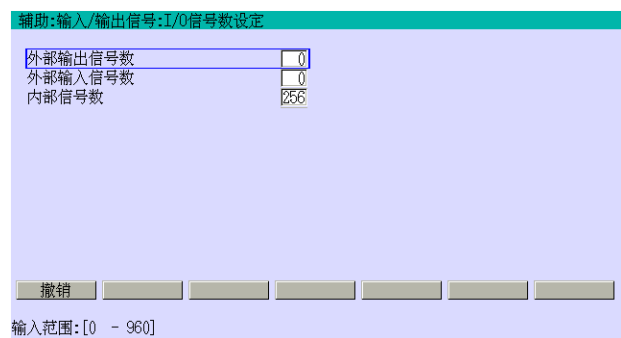 辅助:输入/输出信号:I/O信号数设定
外部输出信号数 0
外部输入信号数 0
内部信号数 256
撤销
输入范围:[0 - 960]